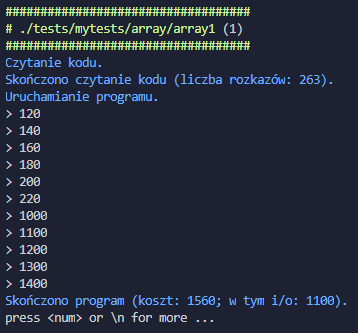 ###################################
# ./tests/mytests/array/array1 (1)
###################################
Czytanie kodu.
Skończono czytanie kodu (liczba rozkazów: 263).
Uruchamianie programu.
> 120
> 140
> 160
> 180
> 200
> 220
> 1000
> 1100
> 1200
> 1300
> 1400
Skończono program (koszt: 1560; w tym i/o: 1100).
press <num> or \n for more ...